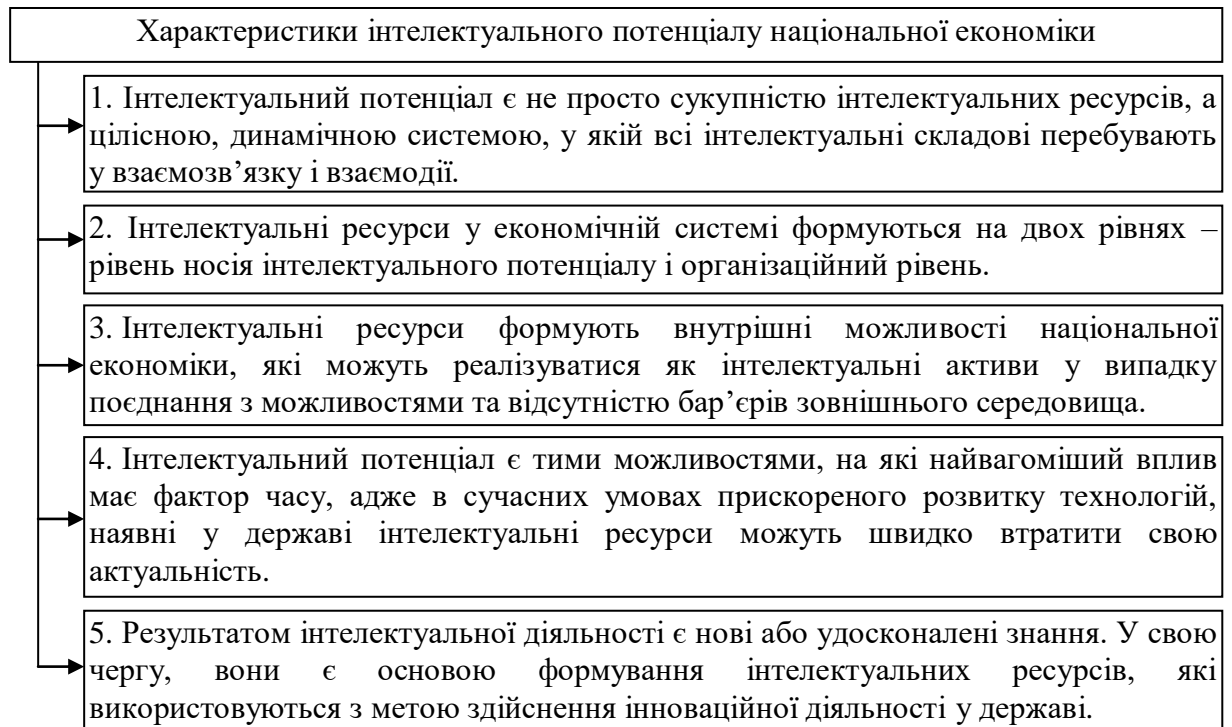 Характеристики інтелектуального потенціалу національної економіки
1. Інтелектуальний потенціал є не просто сукупністю інтелектуальних ресурсів, а
цілісною, динамічною системою, у якій всі інтелектуальні складові перебувають
у взаємозв’язку і взаємодії.
2. Інтелектуальні ресурси у економічній системі формуються на двох рівнях –
рівень носія інтелектуального потенціалу і організаційний рівень.
3. Інтелектуальні ресурси формують внутрішні можливості національної
економіки, які можуть реалізуватися як інтелектуальні активи у випадку
поєднання з можливостями та відсутністю бар’єрів зовнішнього середовища.
4. Інтелектуальний потенціал є тими можливостями, на які найвагоміший вплив
має фактор часу, адже в сучасних умовах прискореного розвитку технологій,
наявні у державі інтелектуальні ресурси можуть швидко втратити свою
актуальність.
5. Результатом інтелектуальної діяльності є нові або удосконалені знання. У свою
чергу, вони є основою формування інтелектуальних ресурсів, які
використовуються з метою здійснення інноваційної діяльності у державі.